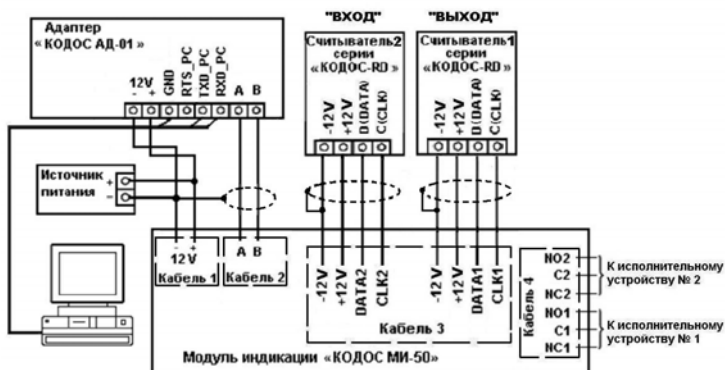 "ВХОД"
"ВЫХОД"
Адаптер
«КОДОС АД-01»
12V
- +
GND
RTS_PC
TXD_PC
RXD_PC
A B
Считыватель2
серии
«КОДОС-RD»
-12V
+12V
D(DATA)
C(CLK)
Считыватель1
серии
«КОДОС-RD»
-12V
+12V
D(DATA)
C(CLK)
Источник
питания
+
-
- +
12V
Кабель 1
A B
Кабель 2
-12V
+12V
DATA2
CLK2
-12V
+12V
DATA1
CLK1
Кабель 3
Кабель 4
NO2
C2
NC2
NO1
C1
NC1
К исполнительному
устройству № 2
К исполнительному
устройству № 1
Модуль индикации «КОДОС МИ-50»